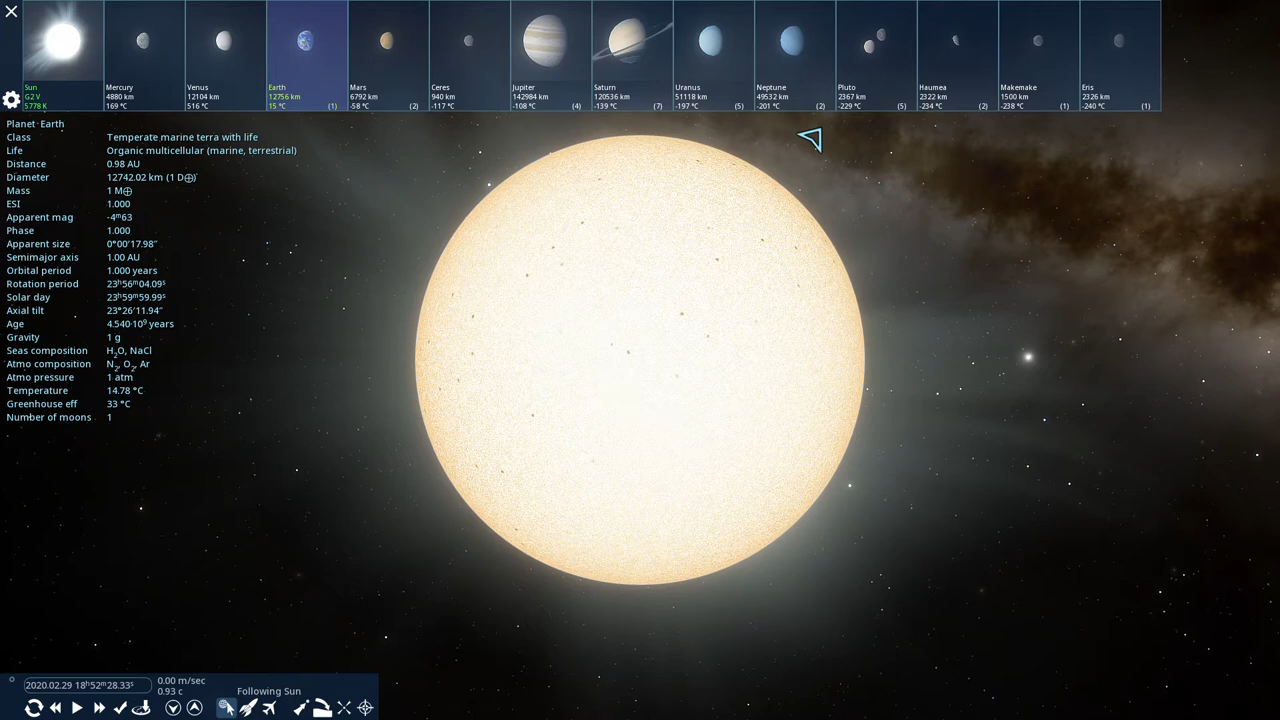 Sun
G2 V
5778 K
Mercury
4880 km
169 ℃
Venus
12104 km
516 ℃
Earth
12756 km
15 ℃ (1)
Mars
6792 km
-58 ℃ (2)
Ceres
940 km
-117 ℃
Jupiter
142984 km
-108 ℃ (4)
Saturn
120536 km
-139 ℃ (7)
Uranus
51118 km
-197 ℃ (5)
Neptune
49532 km
-201 ℃ (2)
Pluto
2367 km
-229 ℃ (5)
Haumea
2322 km
-234 ℃ (2)
Makemake
1500 km
-238 ℃ (1)
Eris
2326 km
-240 ℃ (1)
Planet Earth
Class Temperate marine terra with life
Life Organic multicellular (marine, terrestrial)
Distance 0.98 AU
Diameter 12742.02 km (1 D⊕)
Mass 1 M⊕
ESI 1.000
Apparent mag -4ᵐ63
Phase 1.000
Apparent size 0°00′17.98″
Semimajor axis 1.00 AU
Orbital period 1.000 years
Rotation period 23ʰ56ᵐ04.09ˢ
Solar day 23ʰ59ᵐ59.99ˢ
Axial tilt 23°26′11.94″
Age 4.540·10⁹ years
Gravity 1 g
Seas composition H₂O, NaCl
Atmo composition N₂, O₂, Ar
Atmo pressure 1 atm
Temperature 14.78 °C
Greenhouse eff 33 °C
Number of moons 1
2020.02.29 18ʰ52ᵐ28.33ˢ
0.00 m/sec
0.93 c Following Sun